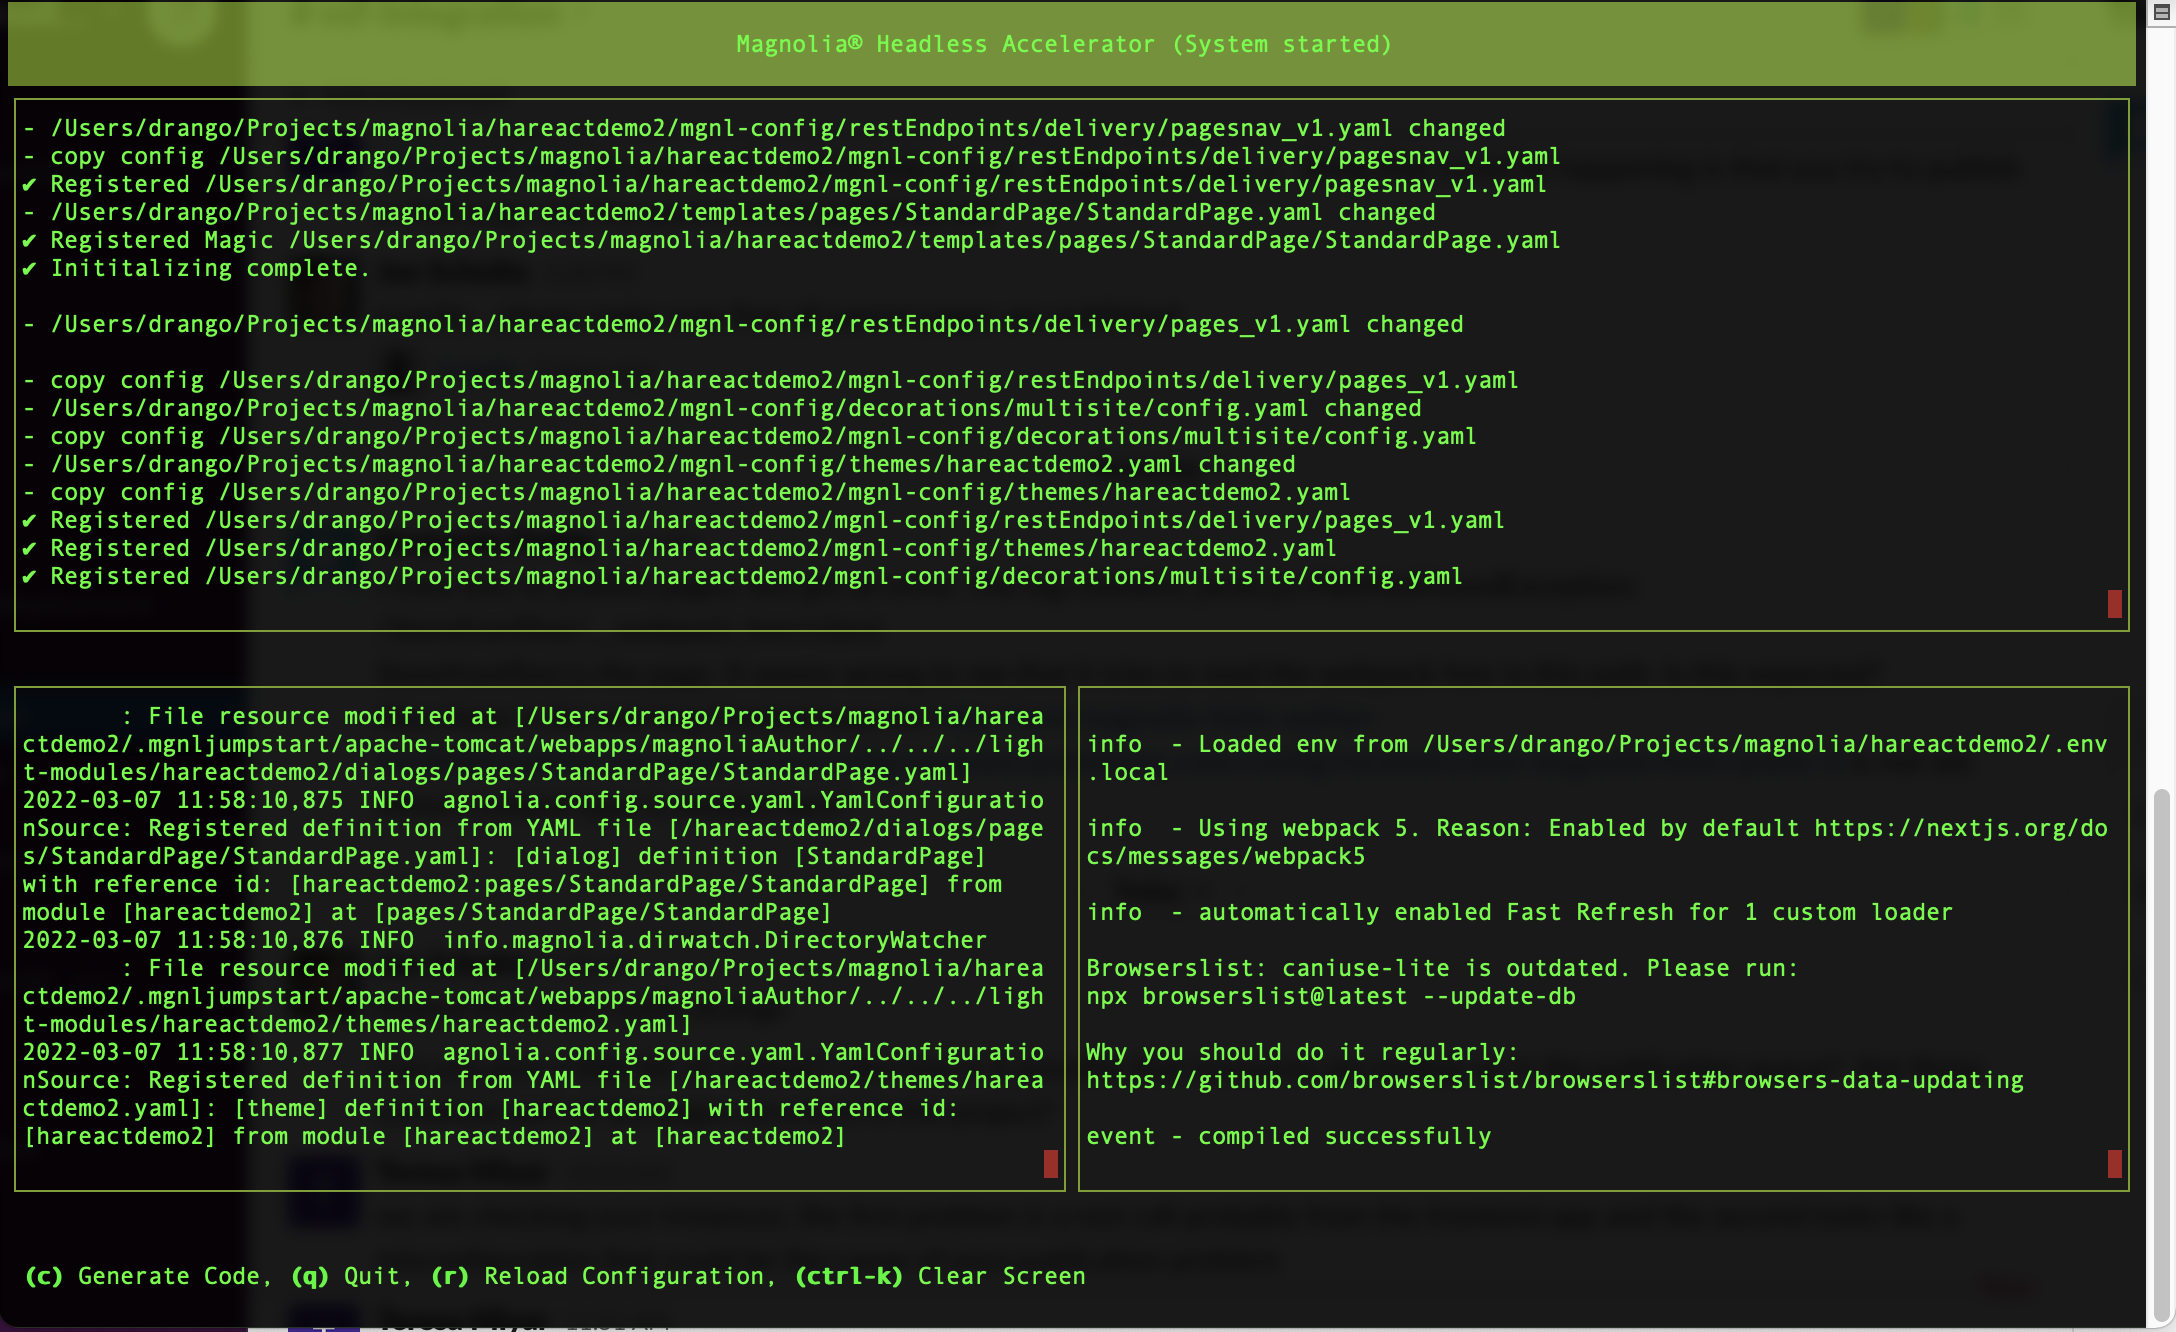 Magnolia® Headless Accelerator (System started)
- /Users/drango/Projects/magnolia/hareactdemo2/mgnl-config/restEndpoints/delivery/pagesnav_v1.yaml changed
- copy config /Users/drango/Projects/magnolia/hareactdemo2/mgnl-config/restEndpoints/delivery/pagesnav_v1.yaml
✔ Registered /Users/drango/Projects/magnolia/hareactdemo2/mgnl-config/restEndpoints/delivery/pagesnav_v1.yaml
- /Users/drango/Projects/magnolia/hareactdemo2/templates/pages/StandardPage/StandardPage.yaml changed
✔ Registered Magic /Users/drango/Projects/magnolia/hareactdemo2/templates/pages/StandardPage/StandardPage.yaml
✔ Inititalizing complete.
- /Users/drango/Projects/magnolia/hareactdemo2/mgnl-config/restEndpoints/delivery/pages_v1.yaml changed
- copy config /Users/drango/Projects/magnolia/hareactdemo2/mgnl-config/restEndpoints/delivery/pages_v1.yaml
- /Users/drango/Projects/magnolia/hareactdemo2/mgnl-config/decorations/multisite/config.yaml changed
- copy config /Users/drango/Projects/magnolia/hareactdemo2/mgnl-config/decorations/multisite/config.yaml
- /Users/drango/Projects/magnolia/hareactdemo2/mgnl-config/themes/hareactdemo2.yaml changed
- copy config /Users/drango/Projects/magnolia/hareactdemo2/mgnl-config/themes/hareactdemo2.yaml
✔ Registered /Users/drango/Projects/magnolia/hareactdemo2/mgnl-config/restEndpoints/delivery/pages_v1.yaml
✔ Registered /Users/drango/Projects/magnolia/hareactdemo2/mgnl-config/themes/hareactdemo2.yaml
✔ Registered /Users/drango/Projects/magnolia/hareactdemo2/mgnl-config/decorations/multisite/config.yaml
: File resource modified at [/Users/drango/Projects/magnolia/harea
ctdemo2/.mgnljumpstart/apache-tomcat/webapps/magnoliaAuthor/../../../ligh
t-modules/hareactdemo2/dialogs/pages/StandardPage/StandardPage.yaml]
2022-03-07 11:58:10,875 INFO  agnolia.config.source.yaml.YamlConfiguratio
nSource: Registered definition from YAML file [/hareactdemo2/dialogs/page
s/StandardPage/StandardPage.yaml]: [dialog] definition [StandardPage]
with reference id: [hareactdemo2:pages/StandardPage/StandardPage] from
module [hareactdemo2] at [pages/StandardPage/StandardPage]
2022-03-07 11:58:10,876 INFO  info.magnolia.dirwatch.DirectoryWatcher
: File resource modified at [/Users/drango/Projects/magnolia/harea
ctdemo2/.mgnljumpstart/apache-tomcat/webapps/magnoliaAuthor/../../../ligh
t-modules/hareactdemo2/themes/hareactdemo2.yaml]
2022-03-07 11:58:10,877 INFO  agnolia.config.source.yaml.YamlConfiguratio
nSource: Registered definition from YAML file [/hareactdemo2/themes/harea
ctdemo2.yaml]: [theme] definition [hareactdemo2] with reference id:
[hareactdemo2] from module [hareactdemo2] at [hareactdemo2]
info  - Loaded env from /Users/drango/Projects/magnolia/hareactdemo2/.env
.local
info  - Using webpack 5. Reason: Enabled by default https://nextjs.org/do
cs/messages/webpack5
info  - automatically enabled Fast Refresh for 1 custom loader
Browserslist: caniuse-lite is outdated. Please run:
npx browserslist@latest --update-db
Why you should do it regularly:
https://github.com/browserslist/browserslist#browsers-data-updating
event - compiled successfully
(c) Generate Code, (q) Quit, (r) Reload Configuration, (ctrl-k) Clear Screen